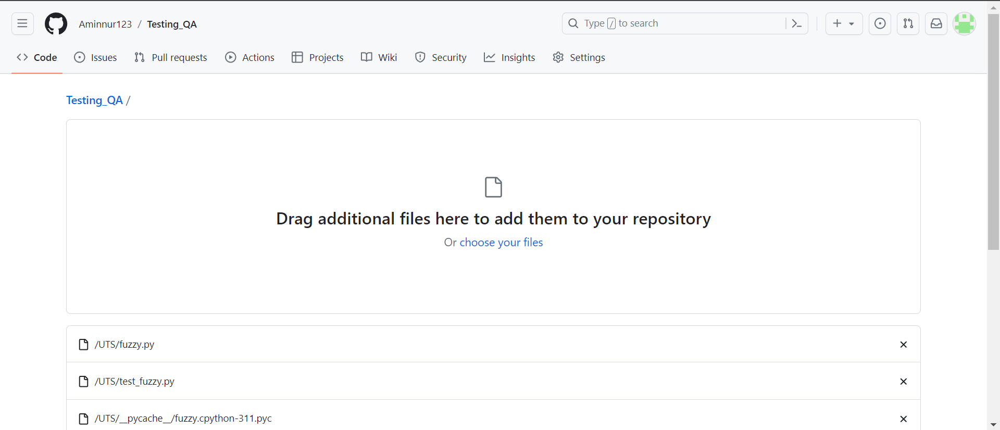 Aminnur123 / Testing_QA
Type / to search
Code Issues Pull requests Actions Projects Wiki Security Insights Settings
Testing_QA /
Drag additional files here to add them to your repository
Or choose your files
/UTS/fuzzy.py
/UTS/test_fuzzy.py
/UTS/__pycache__/fuzzy.cpython-311.pyc